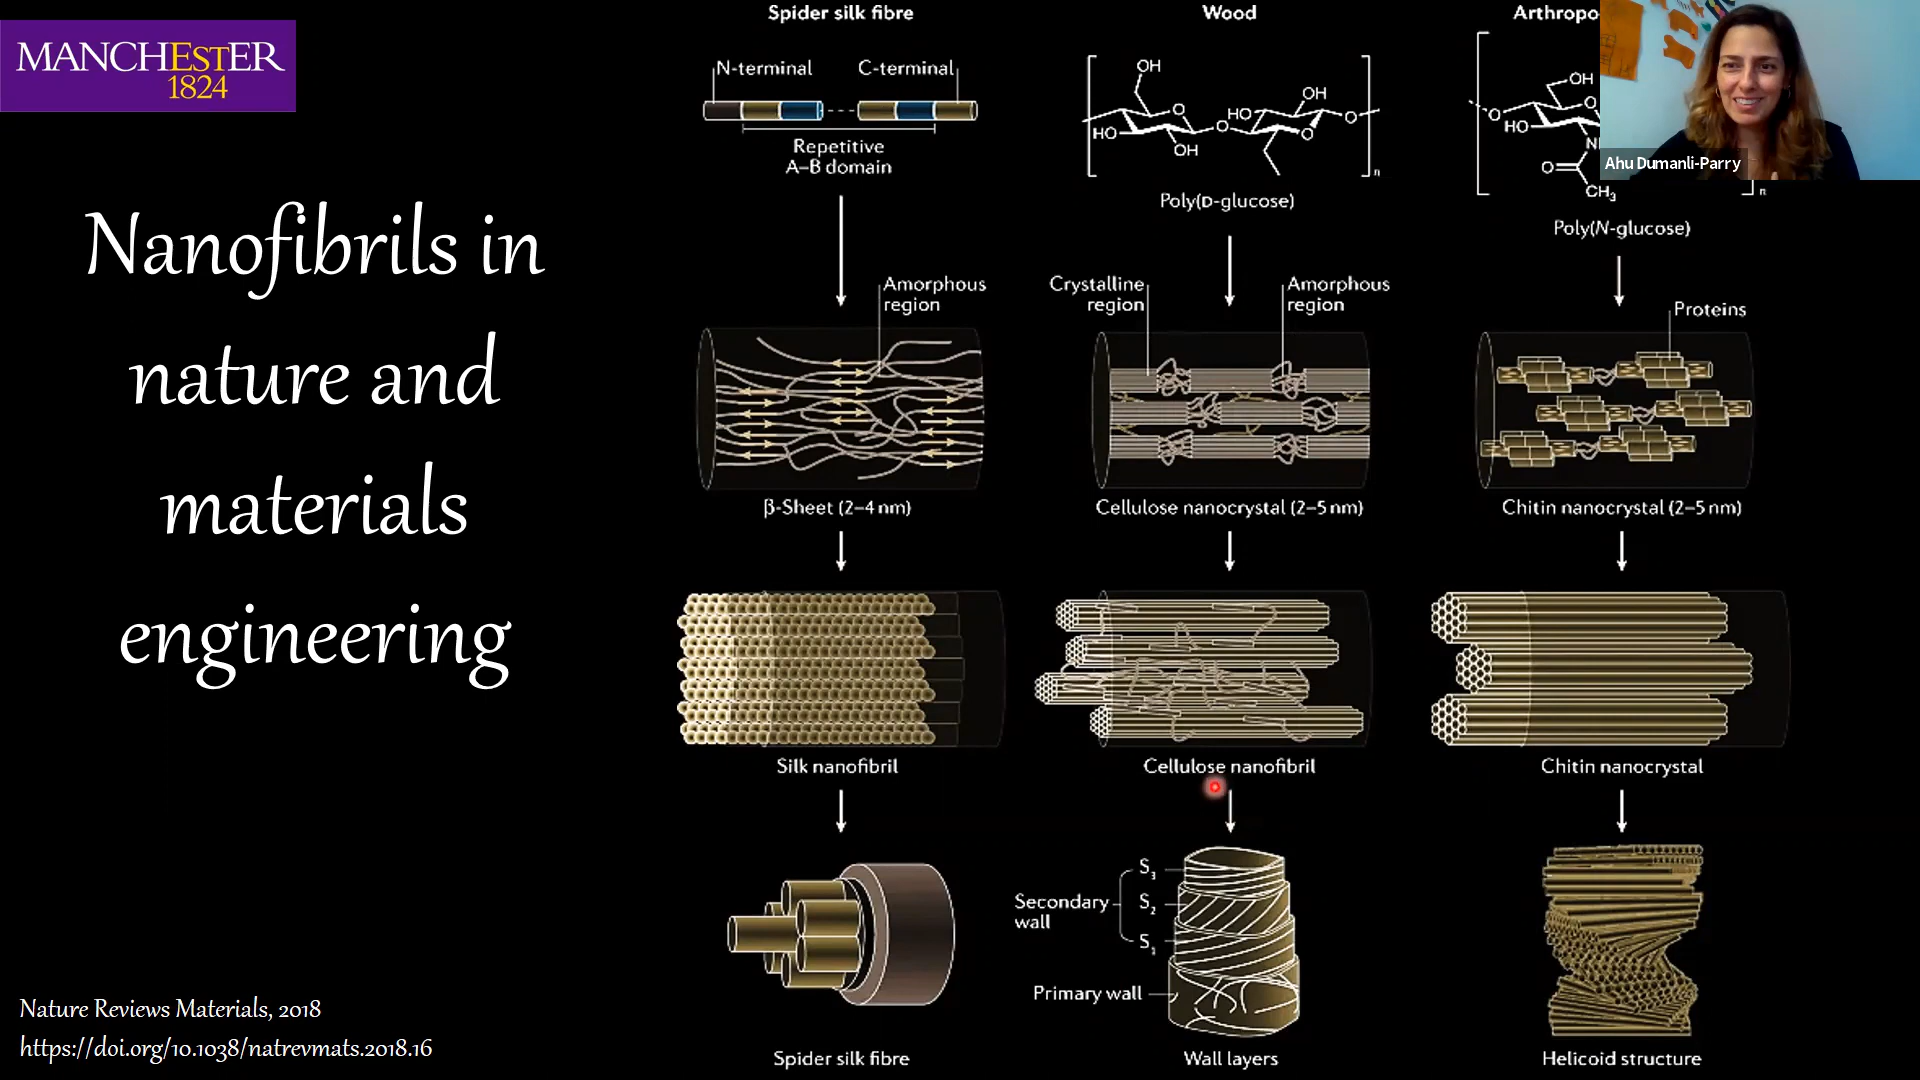 MANCHESTER
1824
Nanofibrils in
nature and
materials
engineering
Nature Reviews Materials, 2018
https://doi.org/10.1038/natrevmats.2018.16
Spider silk fibre
N-terminal
C-terminal
Repetitive
A–B domain
Amorphous
region
β-Sheet (2–4 nm)
Silk nanofibril
Spider silk fibre
Wood
OH
HO
OH
O
O
HO
OH
O
O
n
Poly(D-glucose)
Crystalline
region
Amorphous
region
Cellulose nanocrystal (2–5 nm)
Cellulose nanofibril
Secondary
wall
S3
S2
S1
Primary wall
Wall layers
Arthropo
OH
O
O
HO
N
O
CH3
n
Poly(N-glucose)
Proteins
Chitin nanocrystal (2–5 nm)
Chitin nanocrystal
Helicoid structure
Ahu Dumanli-Parry